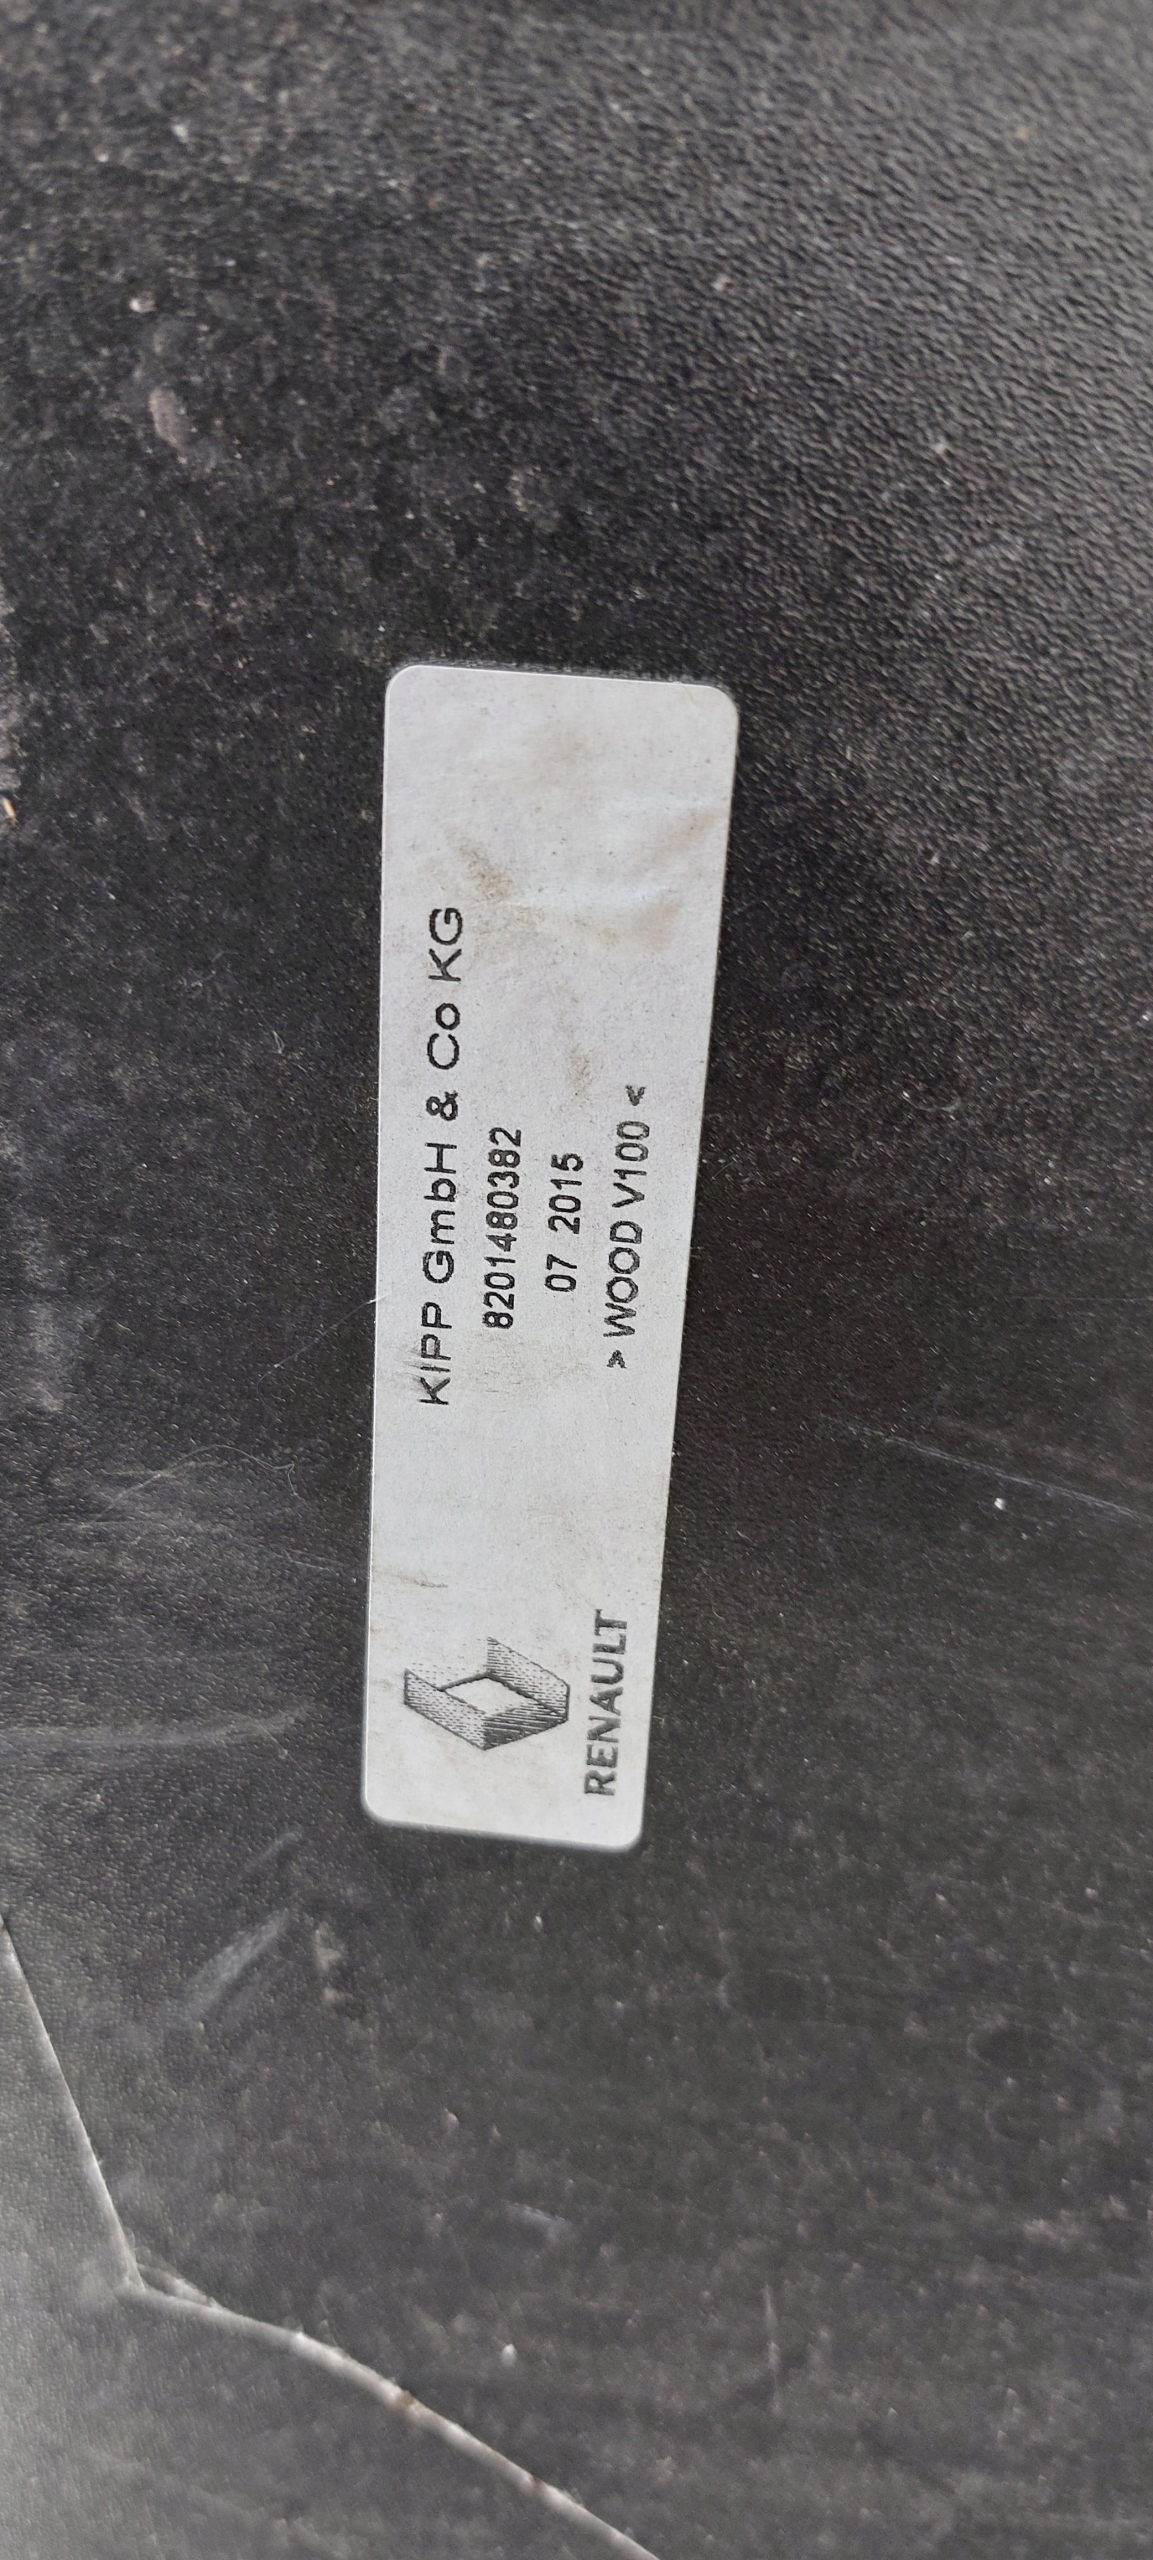 KIPP GmbH & Co KG
8201480382
07 2015
> WOOD V100 <
RENAULT